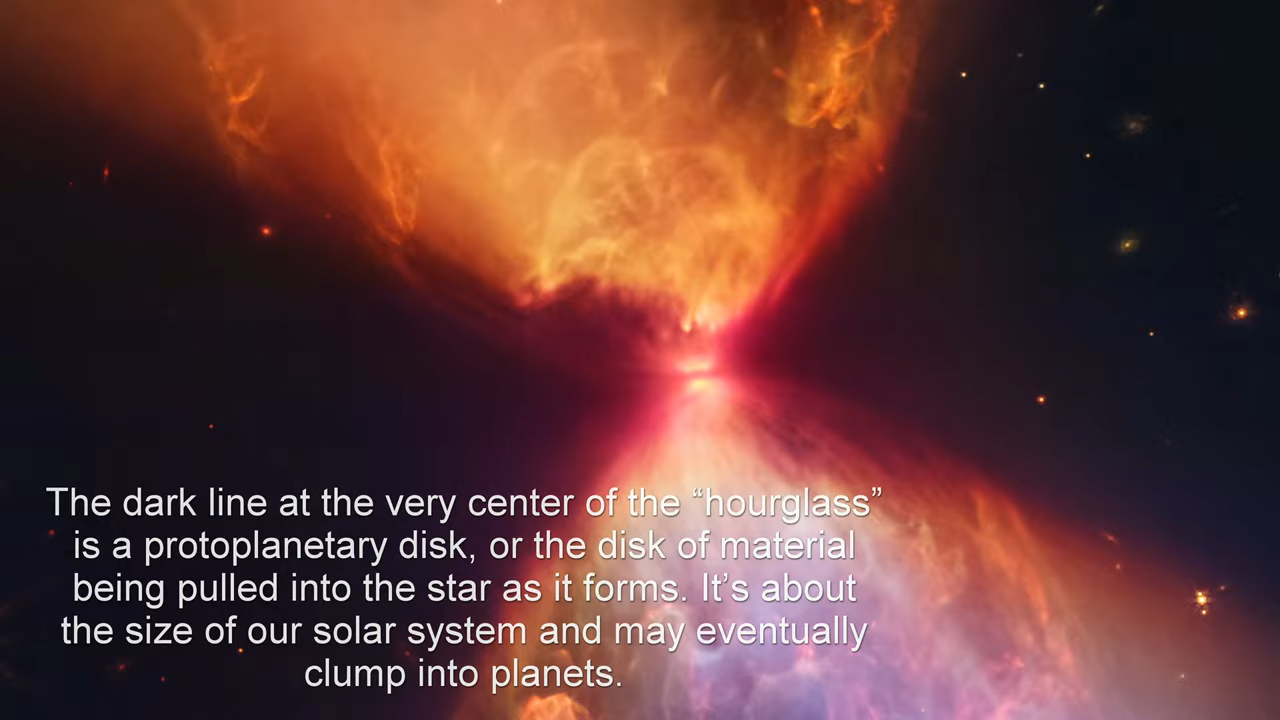 The dark line at the very center of the “hourglass”
is a protoplanetary disk, or the disk of material
being pulled into the star as it forms. It’s about
the size of our solar system and may eventually
clump into planets.